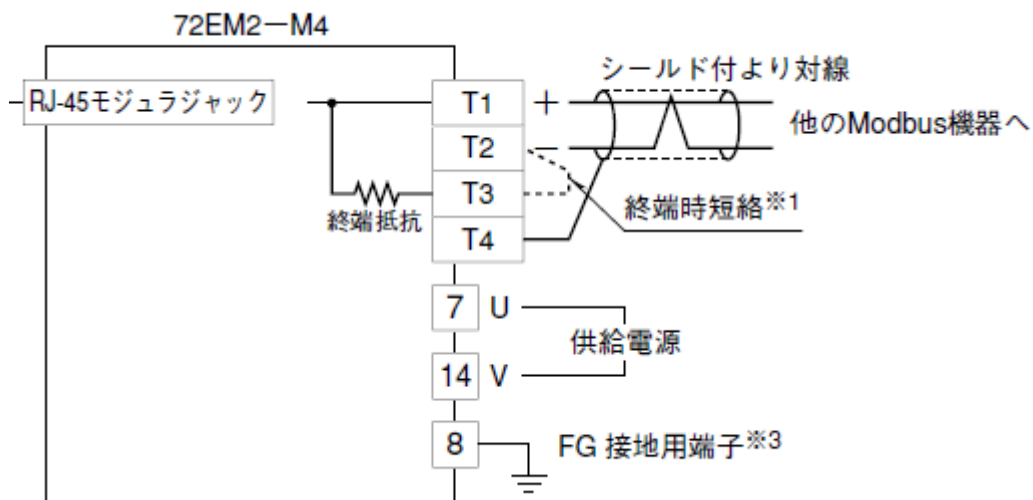 72EM2－M4
RJ-45モジュラジャック
シールド付より対線
T1 +
他のModbus機器へ
T2 −
T3
終端抵抗
終端時短絡※1
T4
7 U
供給電源
14 V
8 FG 接地用端子※3